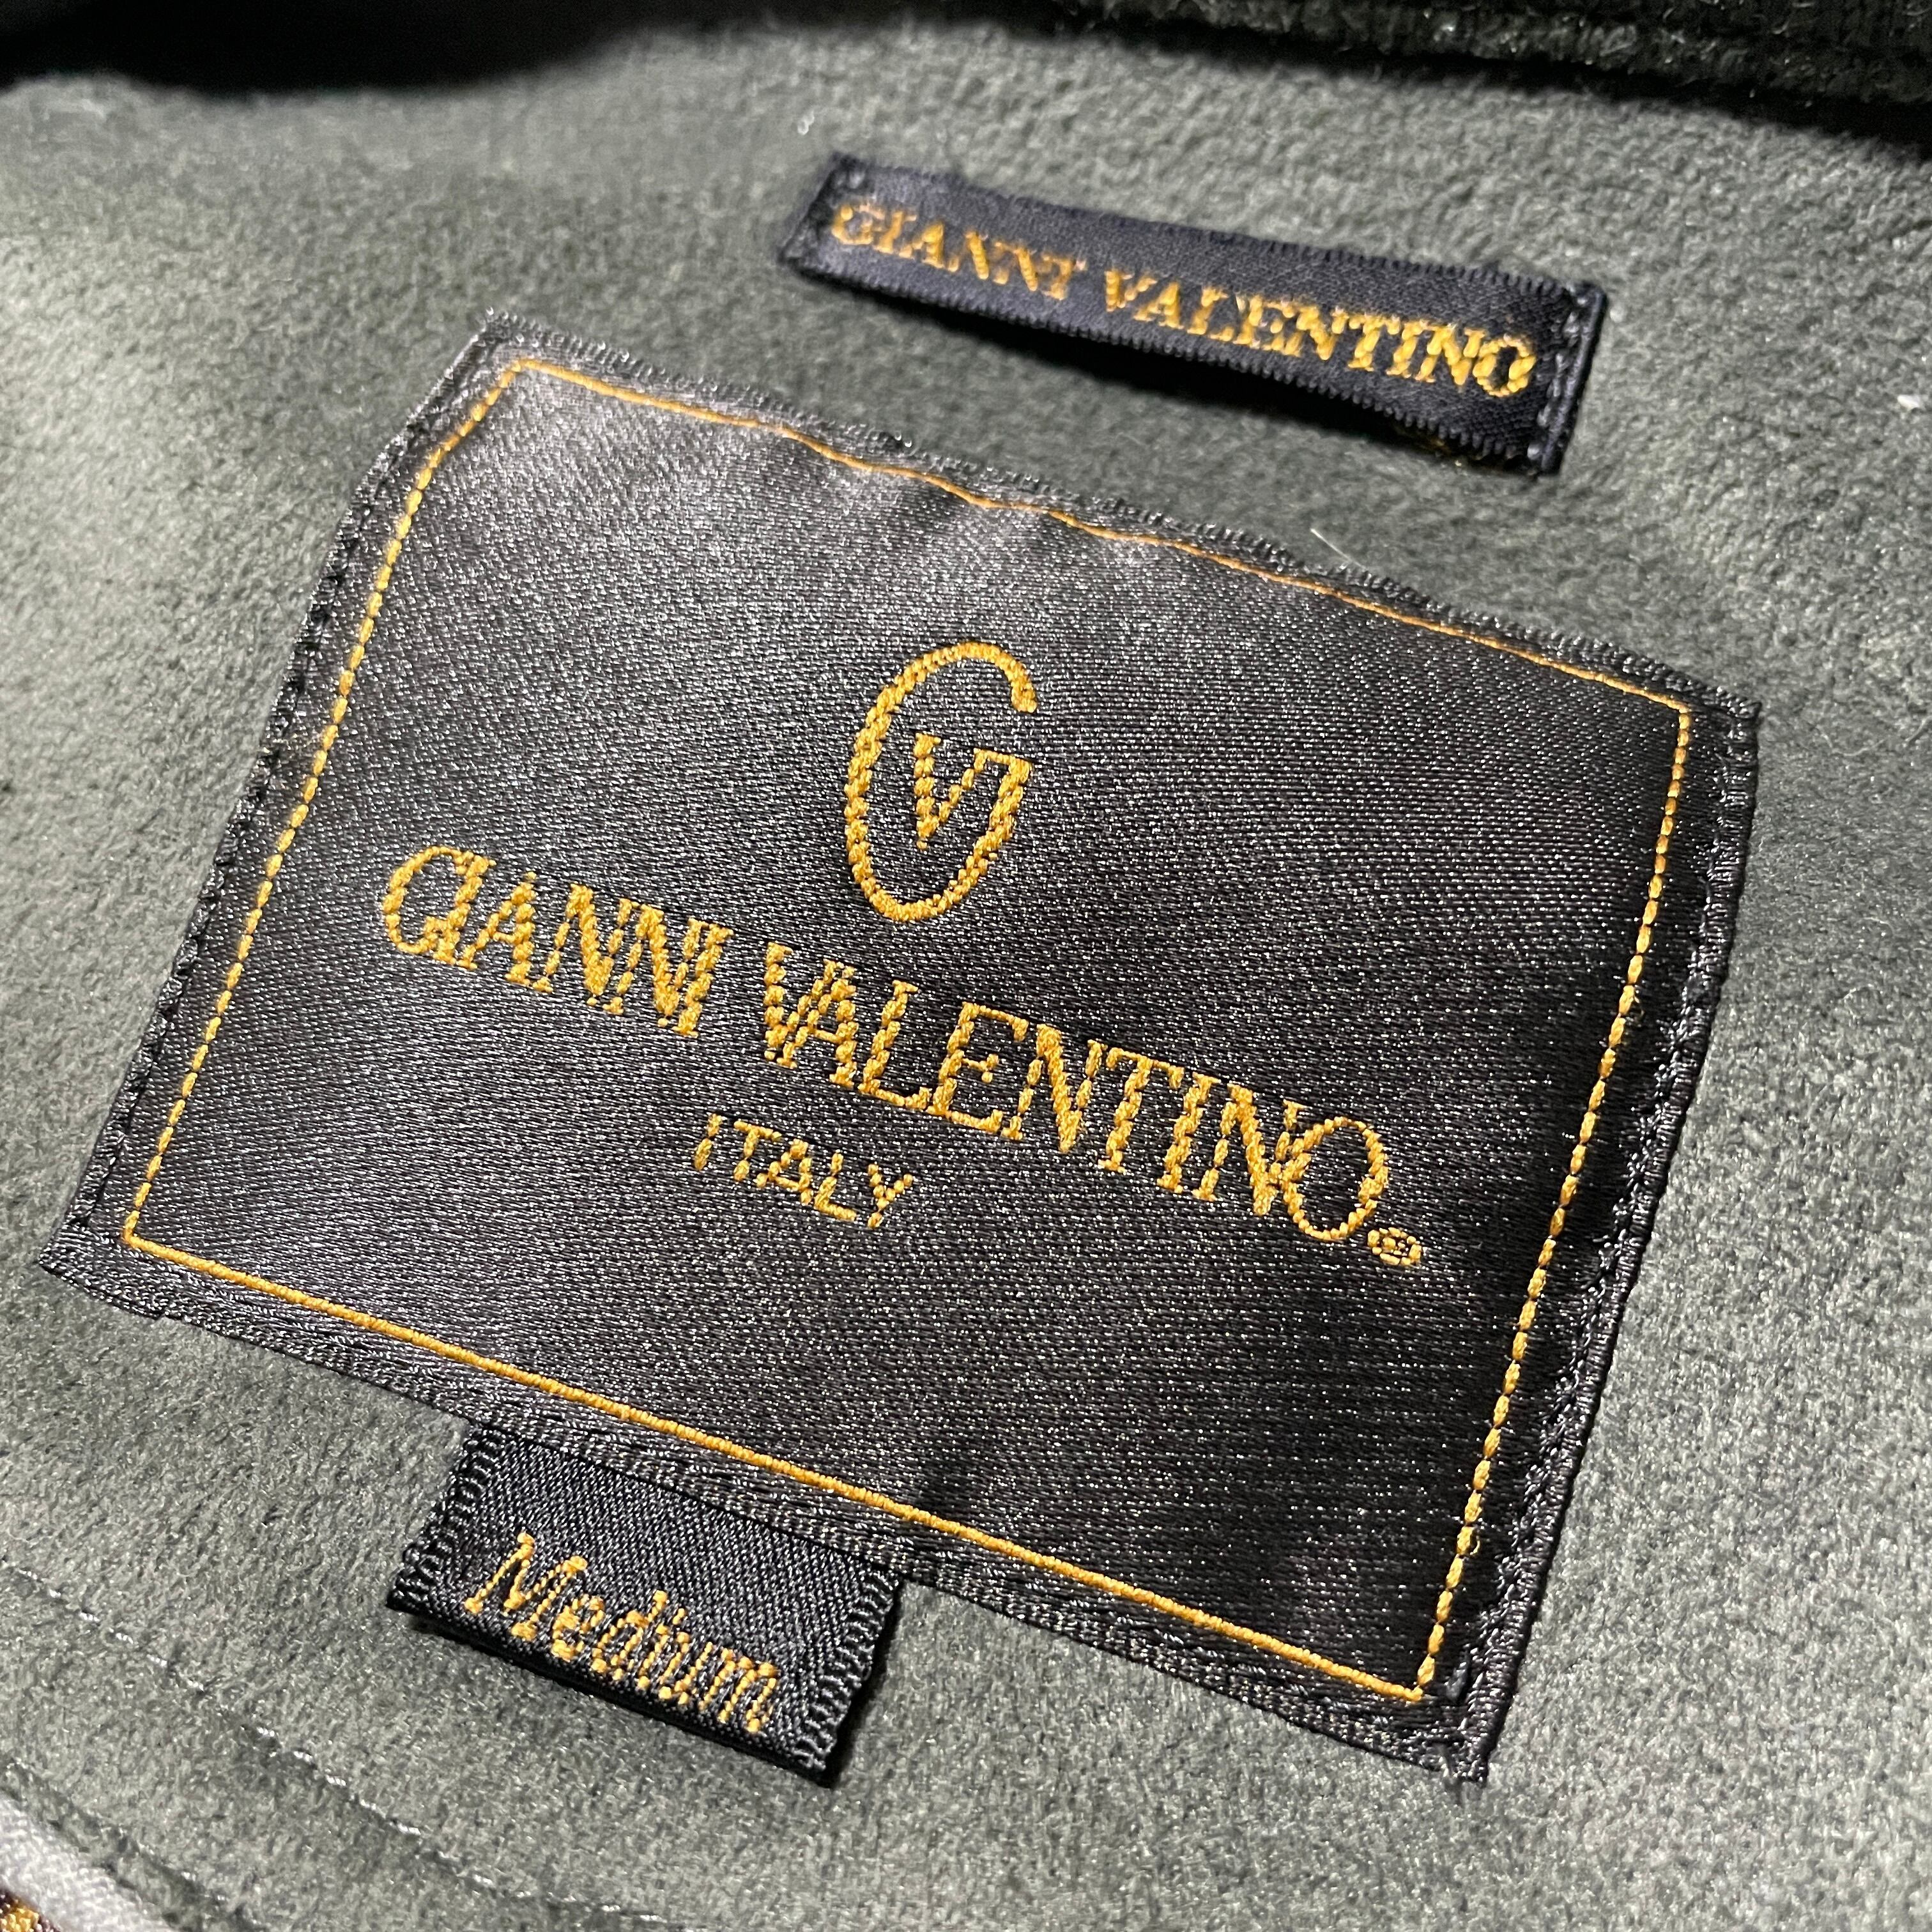 GIANNI VALENTINO
GV
GIANNI VALENTINO®
ITALY
Medium